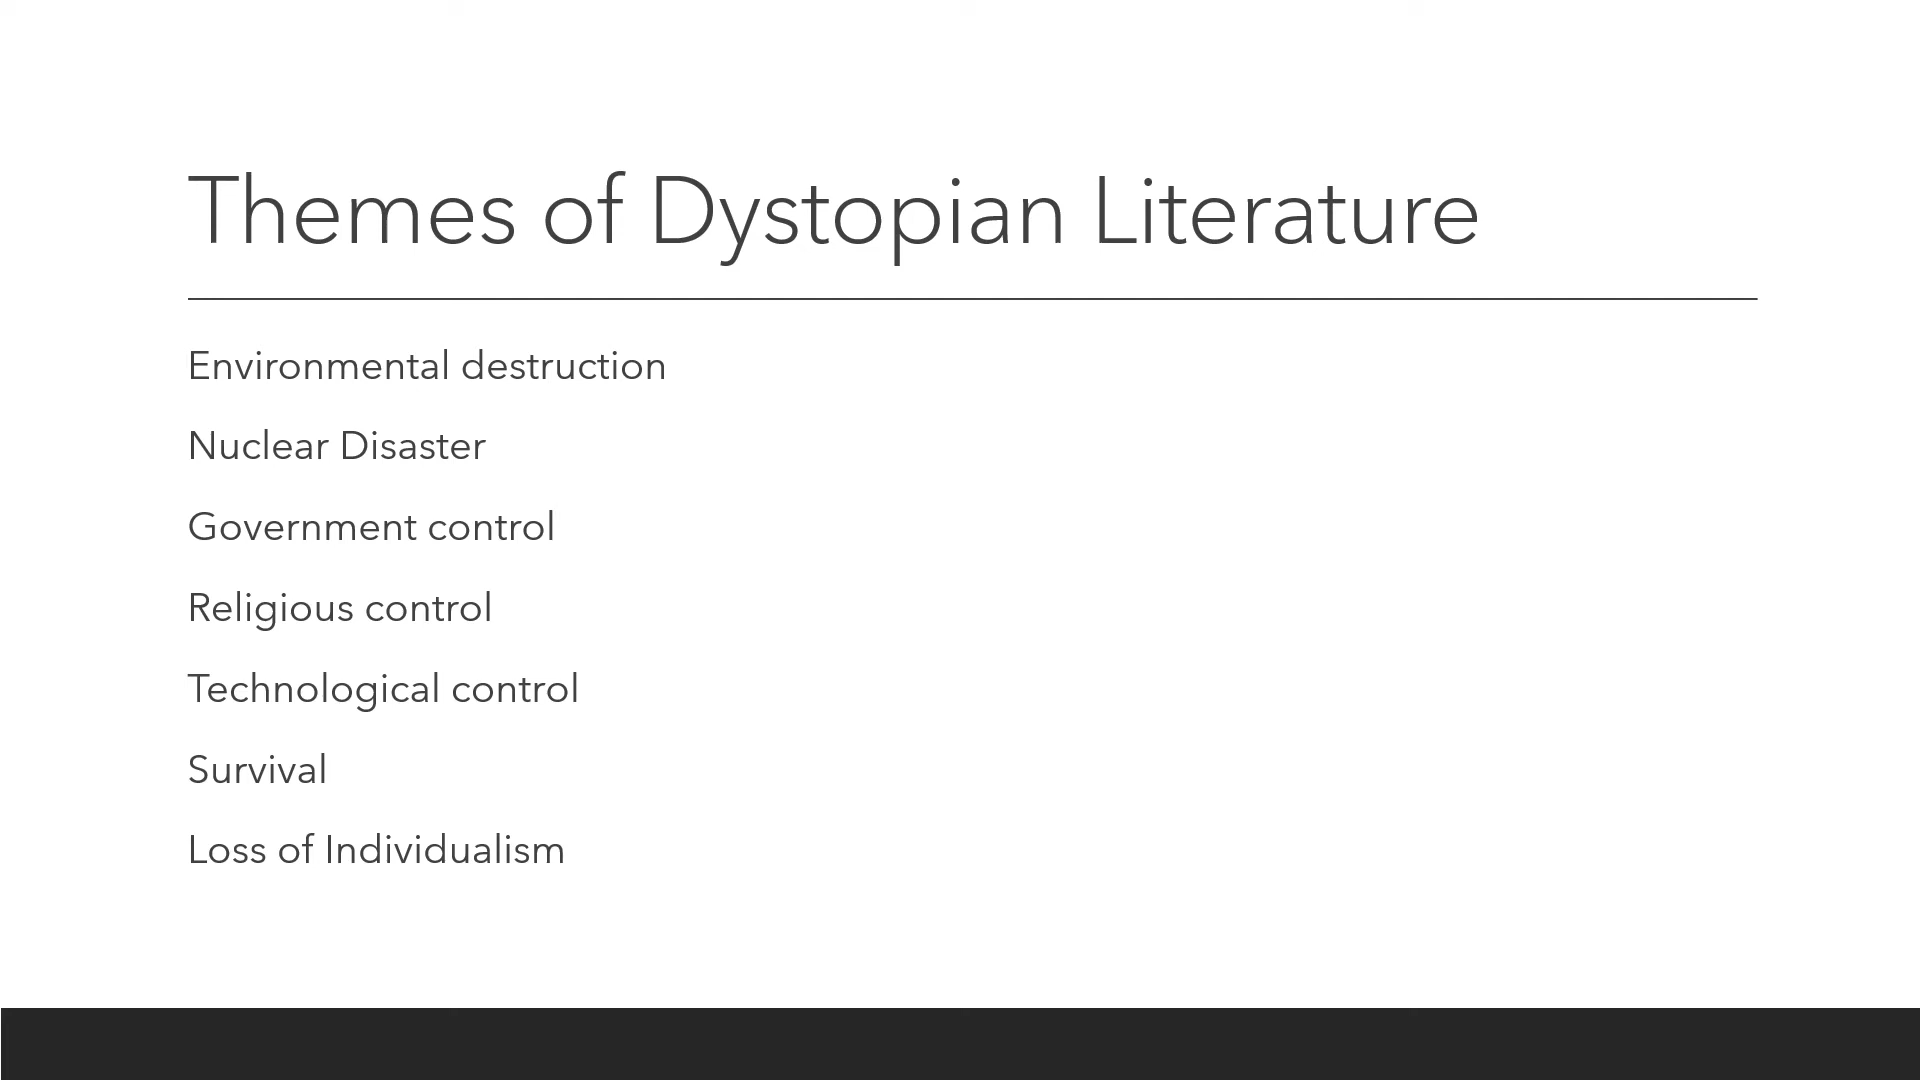 Themes of Dystopian Literature
Environmental destruction
Nuclear Disaster
Government control
Religious control
Technological control
Survival
Loss of Individualism